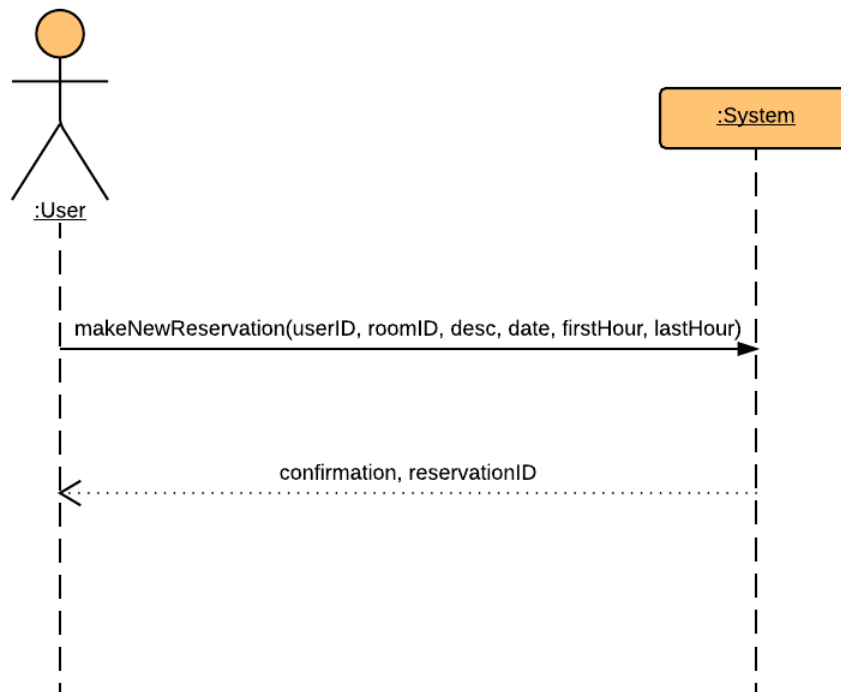 :System
:User
makeNewReservation(userID, roomID, desc, date, firstHour, lastHour)
confirmation, reservationID